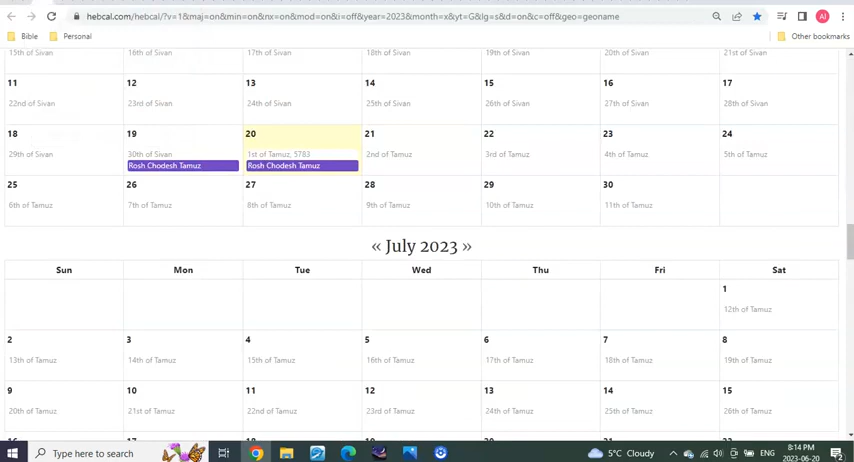 hebcal.com/hebcal/?v=1&maj=on&min=on&nx=on&mod=on&i=off&year=2023&month=x&yt=G&lg=s&d=on&c=off&geo=geoname
AI
Bible Personal Other bookmarks
15th of Sivan 16th of Sivan 17th of Sivan 18th of Sivan 19th of Sivan 20th of Sivan 21st of Sivan
11 12 13 14 15 16 17
22nd of Sivan 23rd of Sivan 24th of Sivan 25th of Sivan 26th of Sivan 27th of Sivan 28th of Sivan
18 19 20 21 22 23 24
29th of Sivan 30th of Sivan 1st of Tamuz, 5783 2nd of Tamuz 3rd of Tamuz 4th of Tamuz 5th of Tamuz
Rosh Chodesh Tamuz Rosh Chodesh Tamuz
25 26 27 28 29 30
6th of Tamuz 7th of Tamuz 8th of Tamuz 9th of Tamuz 10th of Tamuz 11th of Tamuz
« July 2023 »
Sun Mon Tue Wed Thu Fri Sat
1
12th of Tamuz
2 3 4 5 6 7 8
13th of Tamuz 14th of Tamuz 15th of Tamuz 16th of Tamuz 17th of Tamuz 18th of Tamuz 19th of Tamuz
9 10 11 12 13 14 15
20th of Tamuz 21st of Tamuz 22nd of Tamuz 23rd of Tamuz 24th of Tamuz 25th of Tamuz 26th of Tamuz
Type here to search 5°C Cloudy ENG 8:14 PM
2023-06-20 2